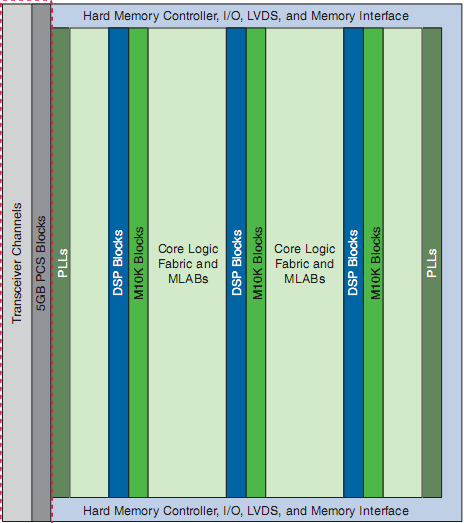 Hard Memory Controller, I/O, LVDS, and Memory Interface
Transceiver Channels
5GB PCS Blocks
PLLs
DSP Blocks
M10K Blocks
Core Logic
Fabric and
MLABs
DSP Blocks
M10K Blocks
Core Logic
Fabric and
MLABs
DSP Blocks
M10K Blocks
PLLs
Hard Memory Controller, I/O, LVDS, and Memory Interface